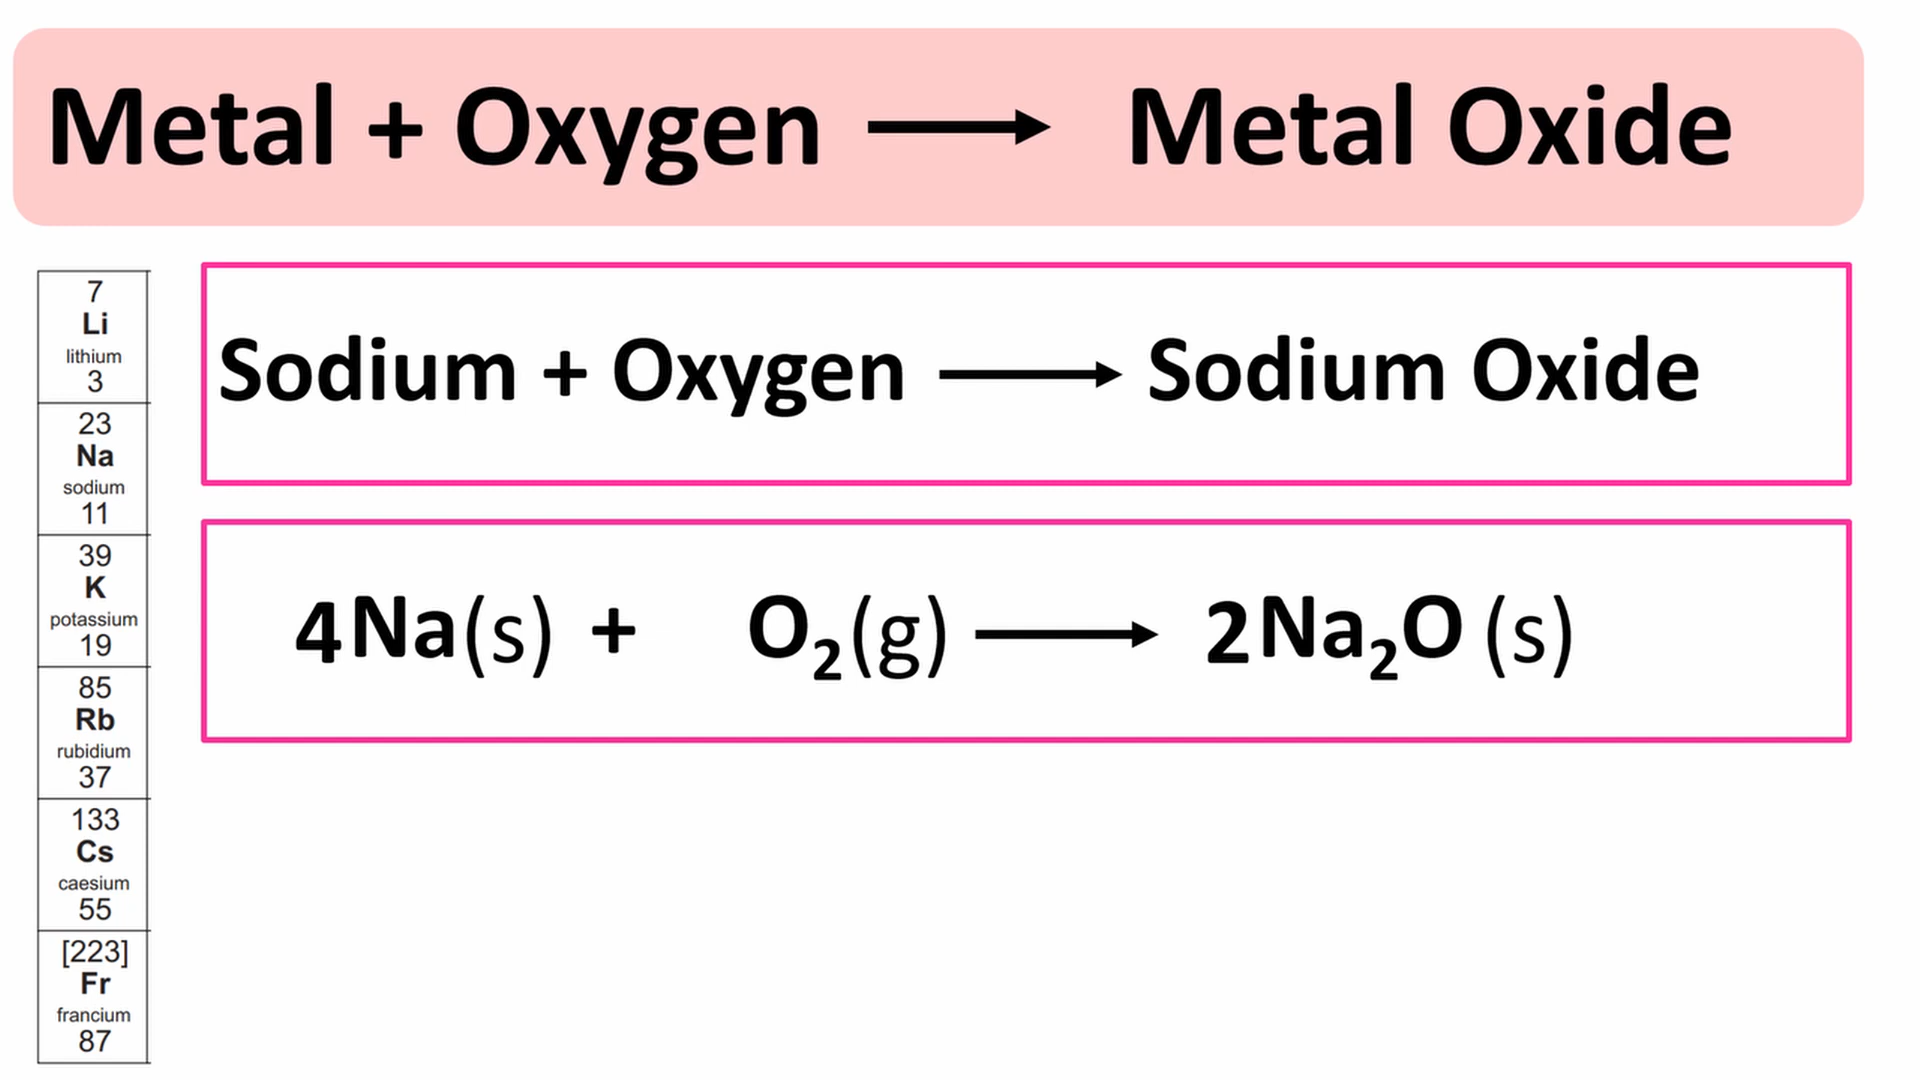 Metal + Oxygen ⟶ Metal Oxide
7
Li
lithium
3
23
Na
sodium
11
39
K
potassium
19
85
Rb
rubidium
37
133
Cs
caesium
55
[223]
Fr
francium
87
Sodium + Oxygen ⟶ Sodium Oxide
4Na(s) + O₂(g) ⟶ 2Na₂O (s)